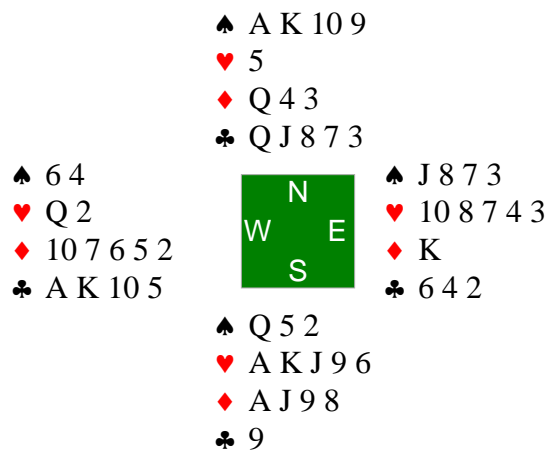 ♠ A K 10 9
♥ 5
♦ Q 4 3
♣ Q J 8 7 3
♠ 6 4
♥ Q 2
♦ 10 7 6 5 2
♣ A K 10 5
N
W E
S
♠ J 8 7 3
♥ 10 8 7 4 3
♦ K
♣ 6 4 2
♠ Q 5 2
♥ A K J 9 6
♦ A J 9 8
♣ 9